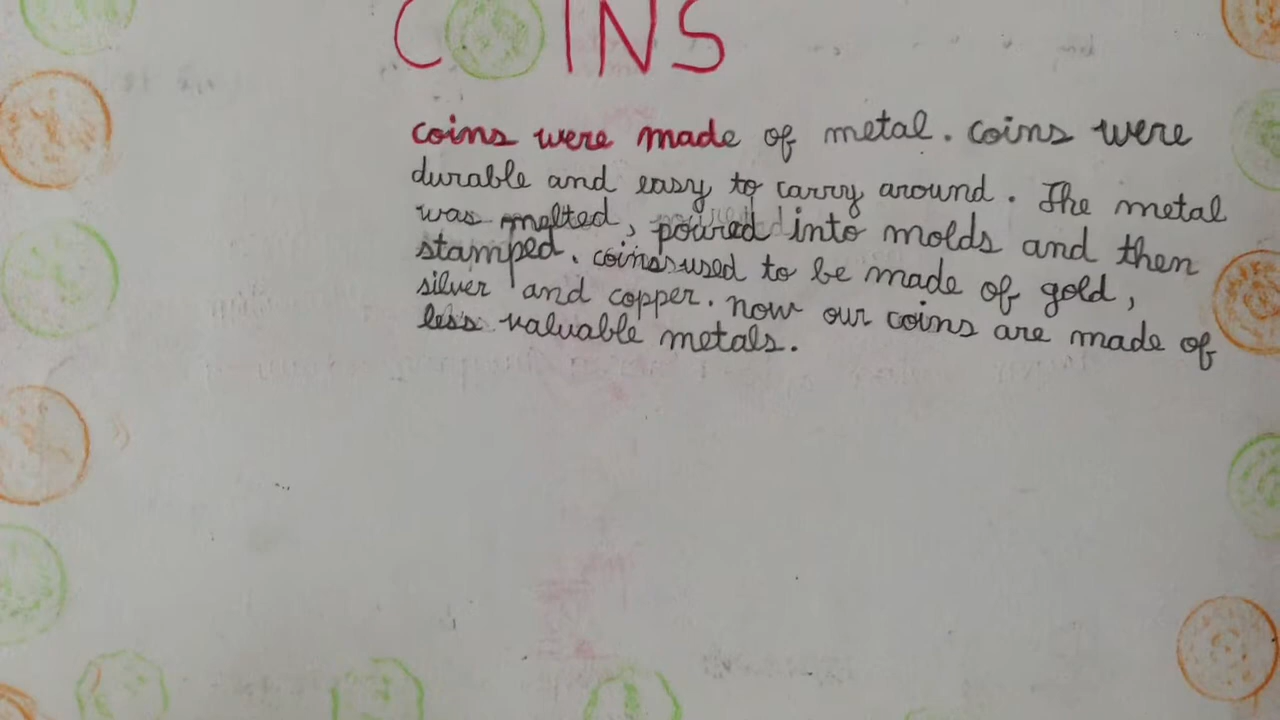 COINS
coins were made of metal. coins were
durable and easy to carry around. The metal
was melted, poured into molds and then
stamped. coins used to be made of gold,
silver and copper. now our coins are made of
less valuable metals.